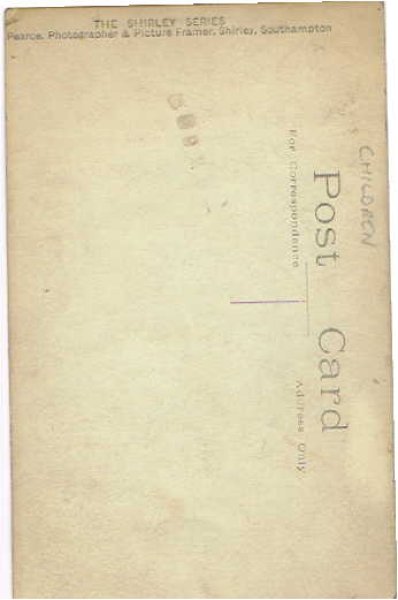 THE SHIRLEY SERIES
Pearce, Photographer & Picture Framer, Shirley, Southampton
CHILDREN
Post Card
For Correspondence
Address Only